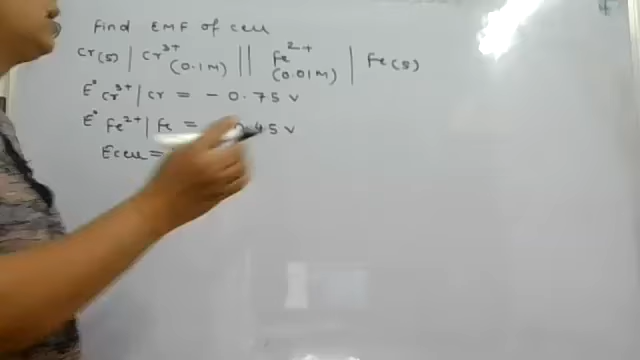 Find EMF of cell
Cr(s) | Cr³⁺ (0.1M) || Fe²⁺ (0.01M) | Fe(s)
E° Cr³⁺|Cr = - 0.75 V
E° Fe²⁺|Fe = 0.45 V
Ecell =